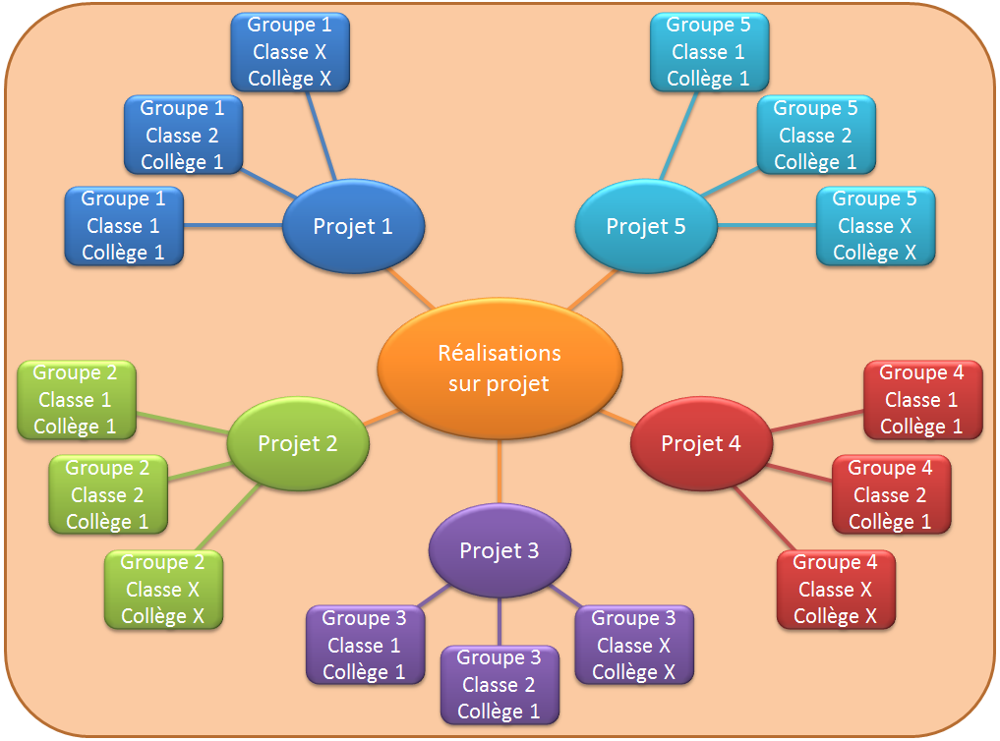 Groupe 1
Classe X
Collège X
Groupe 1
Classe 2
Collège 1
Groupe 1
Classe 1
Collège 1
Projet 1
Groupe 5
Classe 1
Collège 1
Groupe 5
Classe 2
Collège 1
Groupe 5
Classe X
Collège X
Projet 5
Réalisations
sur projet
Groupe 2
Classe 1
Collège 1
Groupe 2
Classe 2
Collège 1
Groupe 2
Classe X
Collège X
Projet 2
Projet 4
Groupe 4
Classe 1
Collège 1
Groupe 4
Classe 2
Collège 1
Groupe 4
Classe X
Collège X
Projet 3
Groupe 3
Classe 1
Collège 1
Groupe 3
Classe 2
Collège 1
Groupe 3
Classe X
Collège X